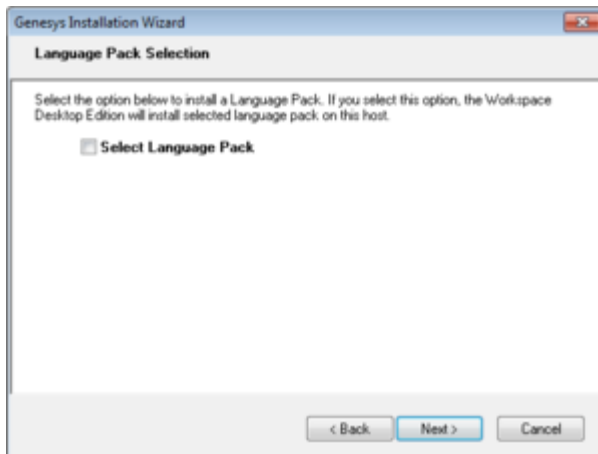 Genesys Installation Wizard
Language Pack Selection
Select the option below to install a Language Pack. If you select this option, the Workspace
Desktop Edition will install selected language pack on this host.
Select Language Pack
< Back Next > Cancel